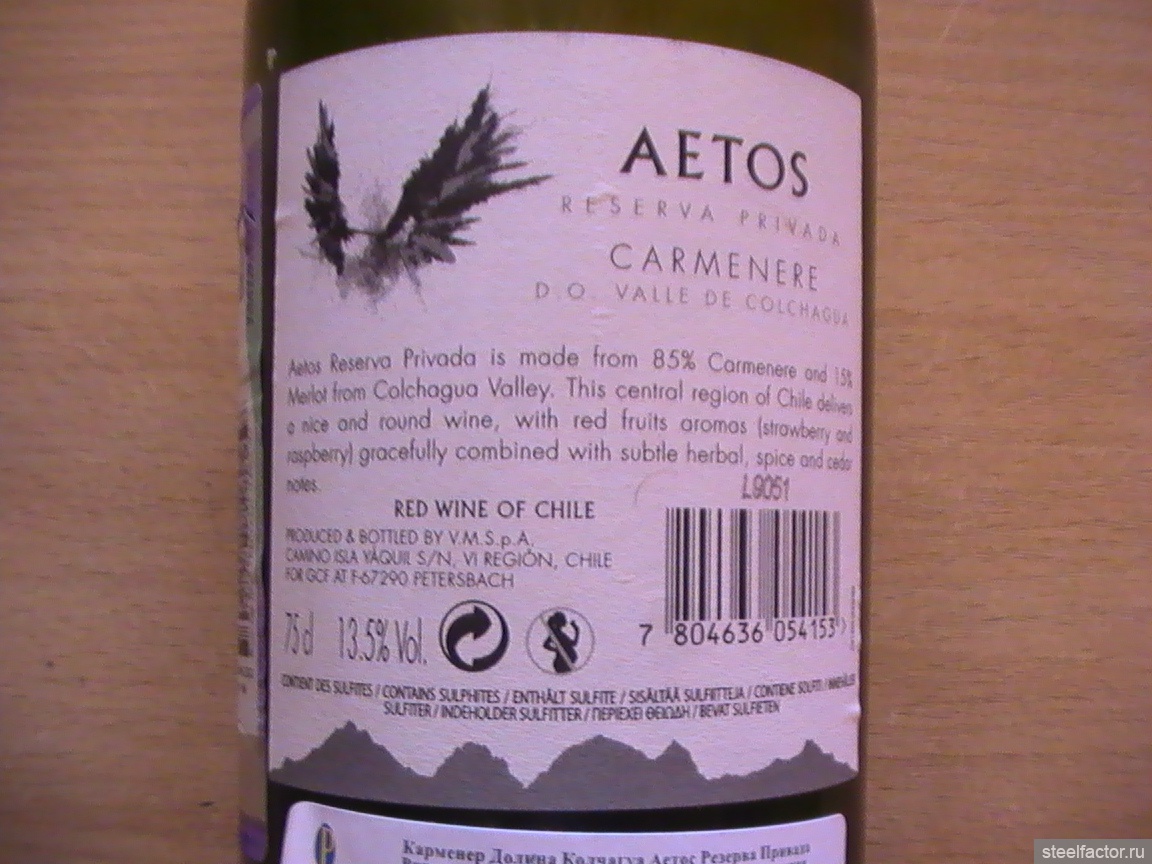 AETOS
RESERVA PRIVADA
CARMENERE
D.O. VALLE DE COLCHAGUA
Aetos Reserva Privada is made from 85% Carmenere and 15%
Merlot from Colchagua Valley. This central region of Chile delivers
a nice and round wine, with red fruits aromas (strawberry and
raspberry) gracefully combined with subtle herbal, spice and cedar
notes.
L9051
RED WINE OF CHILE
PRODUCED & BOTTLED BY V.M.S.p.A.
CAMINO ISLA YAQUIL S/N, VI REGIÓN, CHILE
FOR GCF AT F-67290 PETERSBACH
75cl 13.5% Vol.
7 804636 054153
CONTIENT DES SULFITES / CONTAINS SULPHITES / ENTHÄLT SULFITE / SISÄLTÄÄ SULFIITTEJA / CONTIENE SOLFITI / INNEHÅLLER
SULFITER / INDEHOLDER SULFITTER / ΠΕΡΙΕΧΕΙ ΘΕΙΩΔΗ / BEVAT SULFIETEN
Карменер Долина Колчагуа Аетос Резерва Привада
steelfactor.ru